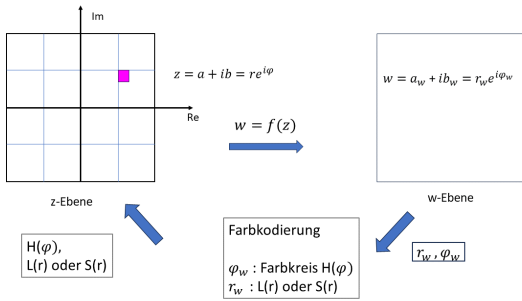 Im
z = a + ib = re^{iφ}
w = a_w + ib_w = r_w e^{iφ_w}
Re
w = f(z)
z-Ebene
w-Ebene
H(φ),
L(r) oder S(r)
Farbkodierung
φ_w : Farbkreis H(φ)
r_w : L(r) oder S(r)
r_w , φ_w